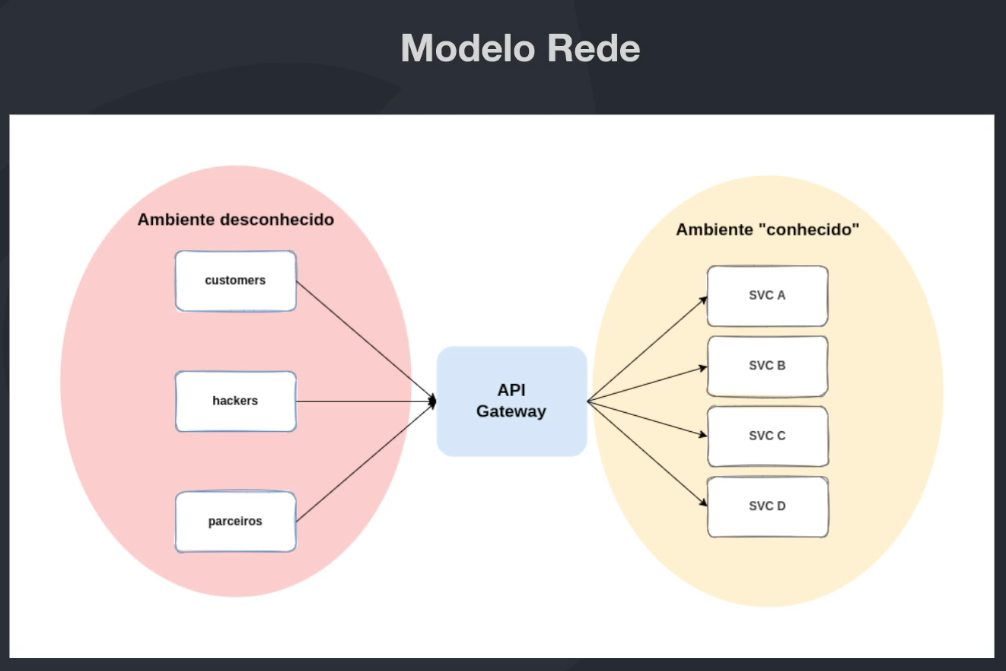 Modelo Rede
Ambiente desconhecido
customers
hackers
parceiros
API
Gateway
Ambiente "conhecido"
SVC A
SVC B
SVC C
SVC D